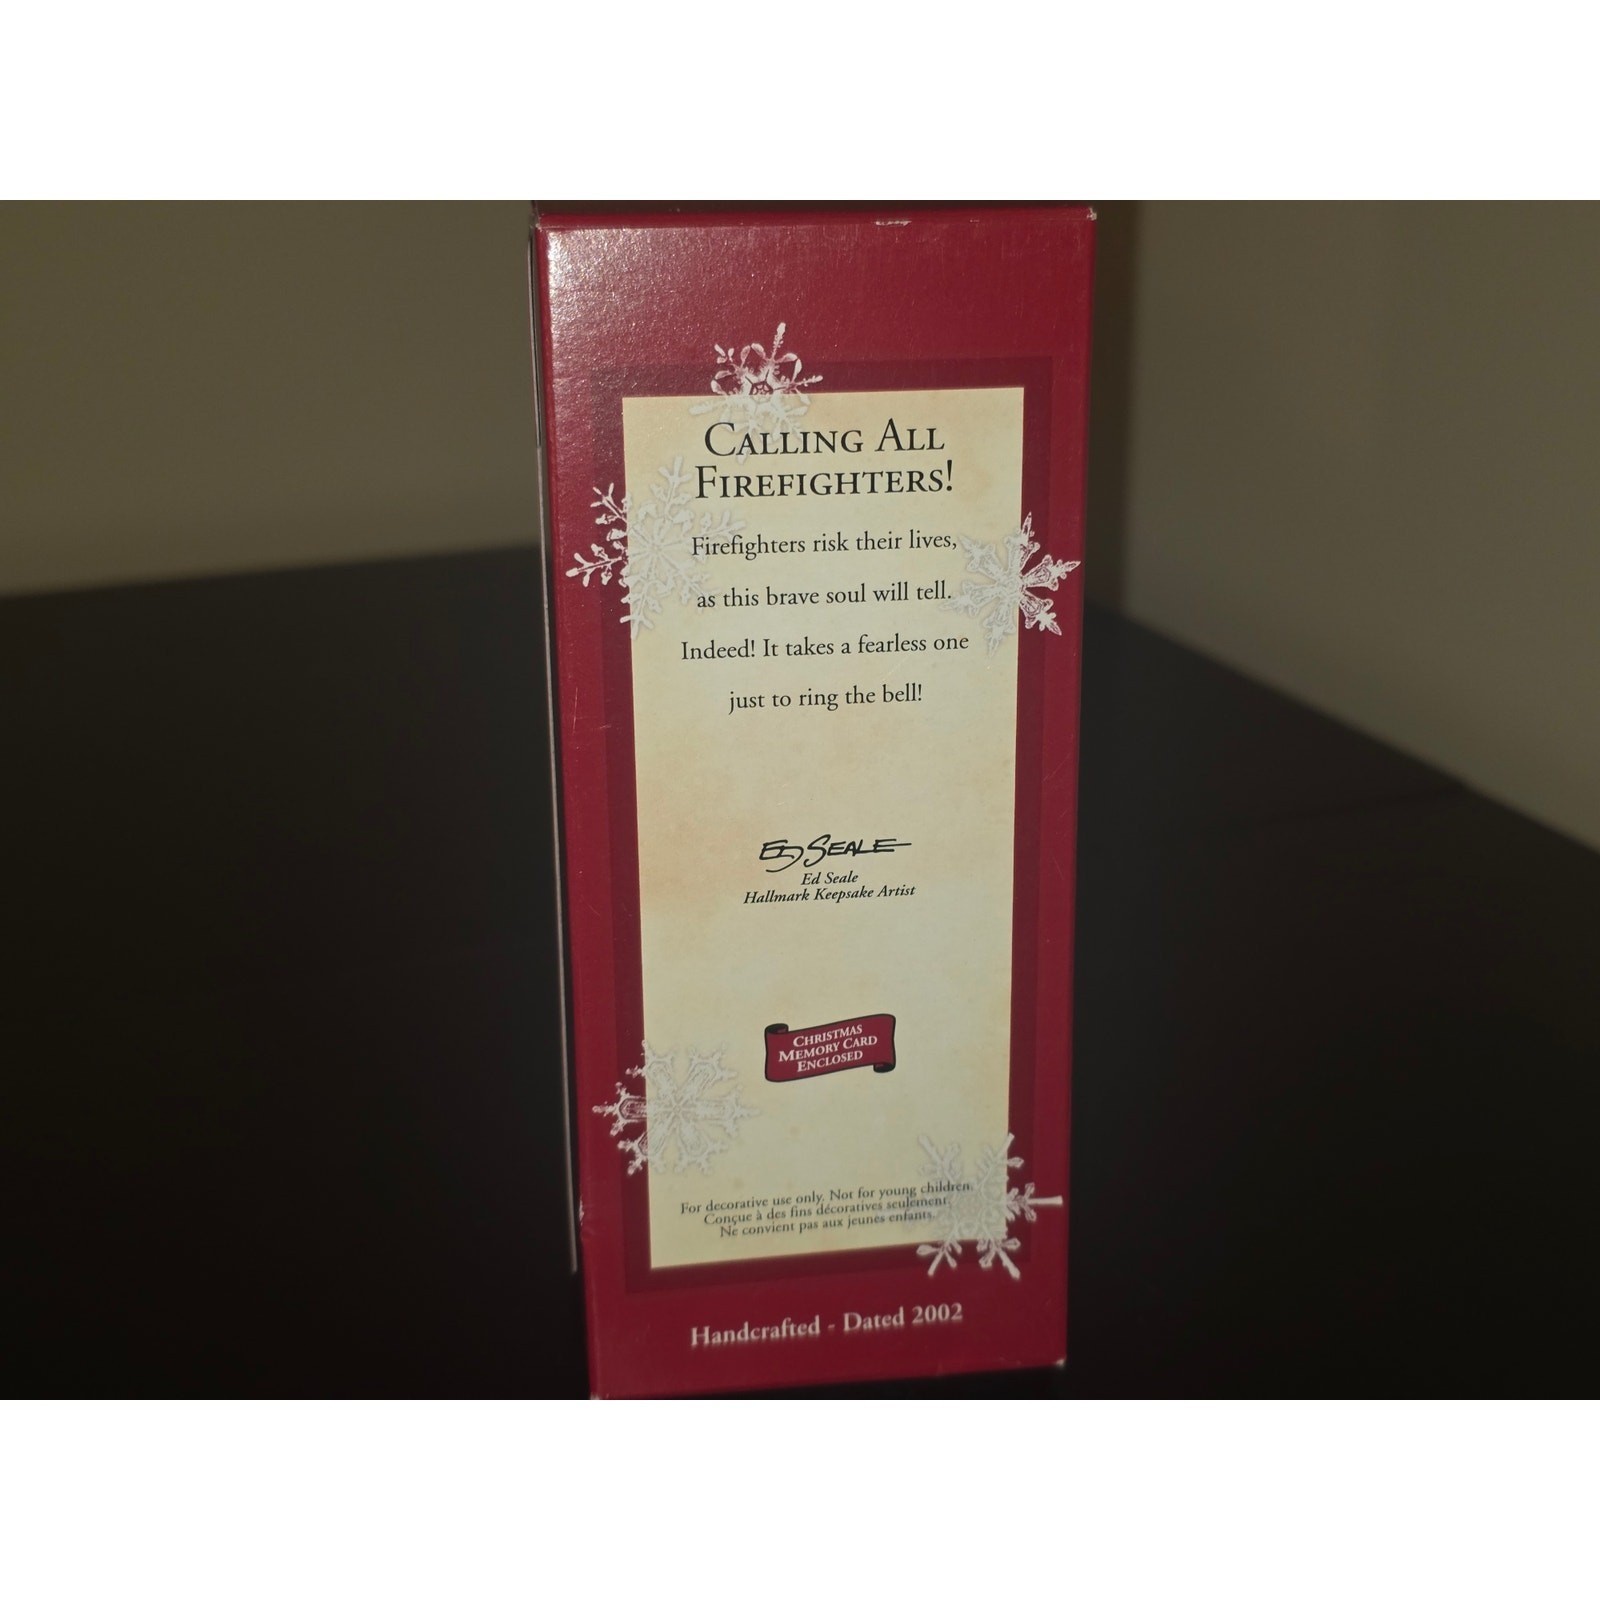 CALLING ALL
FIREFIGHTERS!
Firefighters risk their lives,
as this brave soul will tell.
Indeed! It takes a fearless one
just to ring the bell!
ED SEALE
Ed Seale
Hallmark Keepsake Artist
CHRISTMAS
MEMORY CARD
ENCLOSED
For decorative use only. Not for young children.
Conçue à des fins décoratives seulement.
Ne convient pas aux jeunes enfants.
Handcrafted - Dated 2002